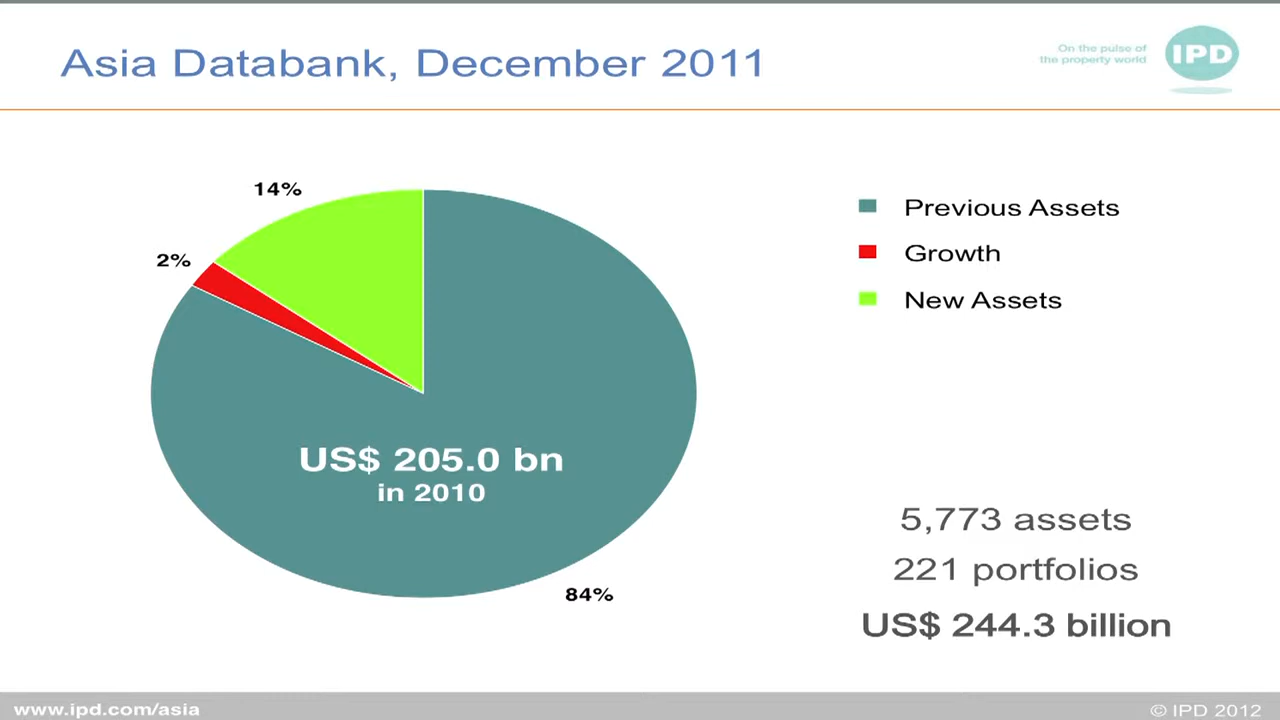 Asia Databank, December 2011
On the pulse of
the property world
IPD
14%
2%
Previous Assets
Growth
New Assets
US$ 205.0 bn
in 2010
84%
5,773 assets
221 portfolios
US$ 244.3 billion
www.ipd.com/asia
© IPD 2012